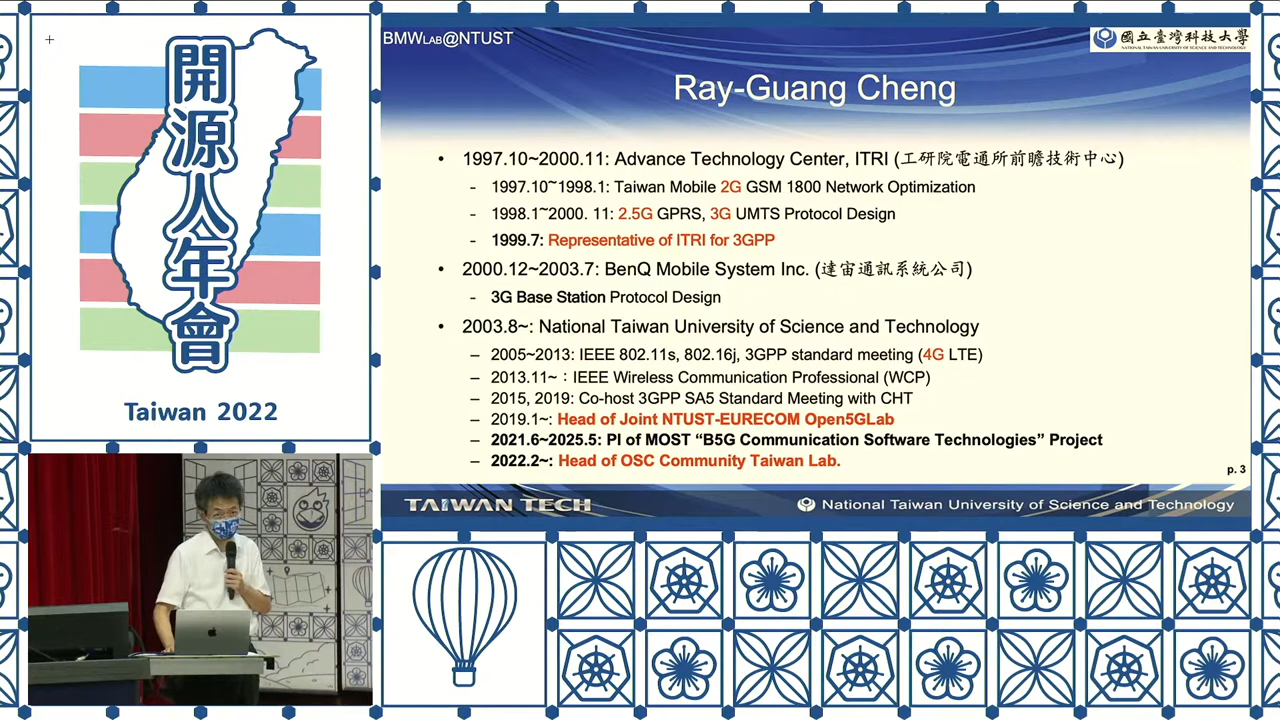 開源人年會
Taiwan 2022
BMWLAB@NTUST
國立臺灣科技大學
NATIONAL TAIWAN UNIVERSITY OF SCIENCE AND TECHNOLOGY
Ray-Guang Cheng
• 1997.10~2000.11: Advance Technology Center, ITRI (工研院電通所前瞻技術中心)
- 1997.10~1998.1: Taiwan Mobile 2G GSM 1800 Network Optimization
- 1998.1~2000. 11: 2.5G GPRS, 3G UMTS Protocol Design
- 1999.7: Representative of ITRI for 3GPP
• 2000.12~2003.7: BenQ Mobile System Inc. (達宙通訊系統公司)
- 3G Base Station Protocol Design
• 2003.8~: National Taiwan University of Science and Technology
– 2005~2013: IEEE 802.11s, 802.16j, 3GPP standard meeting (4G LTE)
– 2013.11~：IEEE Wireless Communication Professional (WCP)
– 2015, 2019: Co-host 3GPP SA5 Standard Meeting with CHT
– 2019.1~: Head of Joint NTUST-EURECOM Open5GLab
– 2021.6~2025.5: PI of MOST “B5G Communication Software Technologies” Project
– 2022.2~: Head of OSC Community Taiwan Lab.
p. 3
TAIWAN TECH
National Taiwan University of Science and Technology